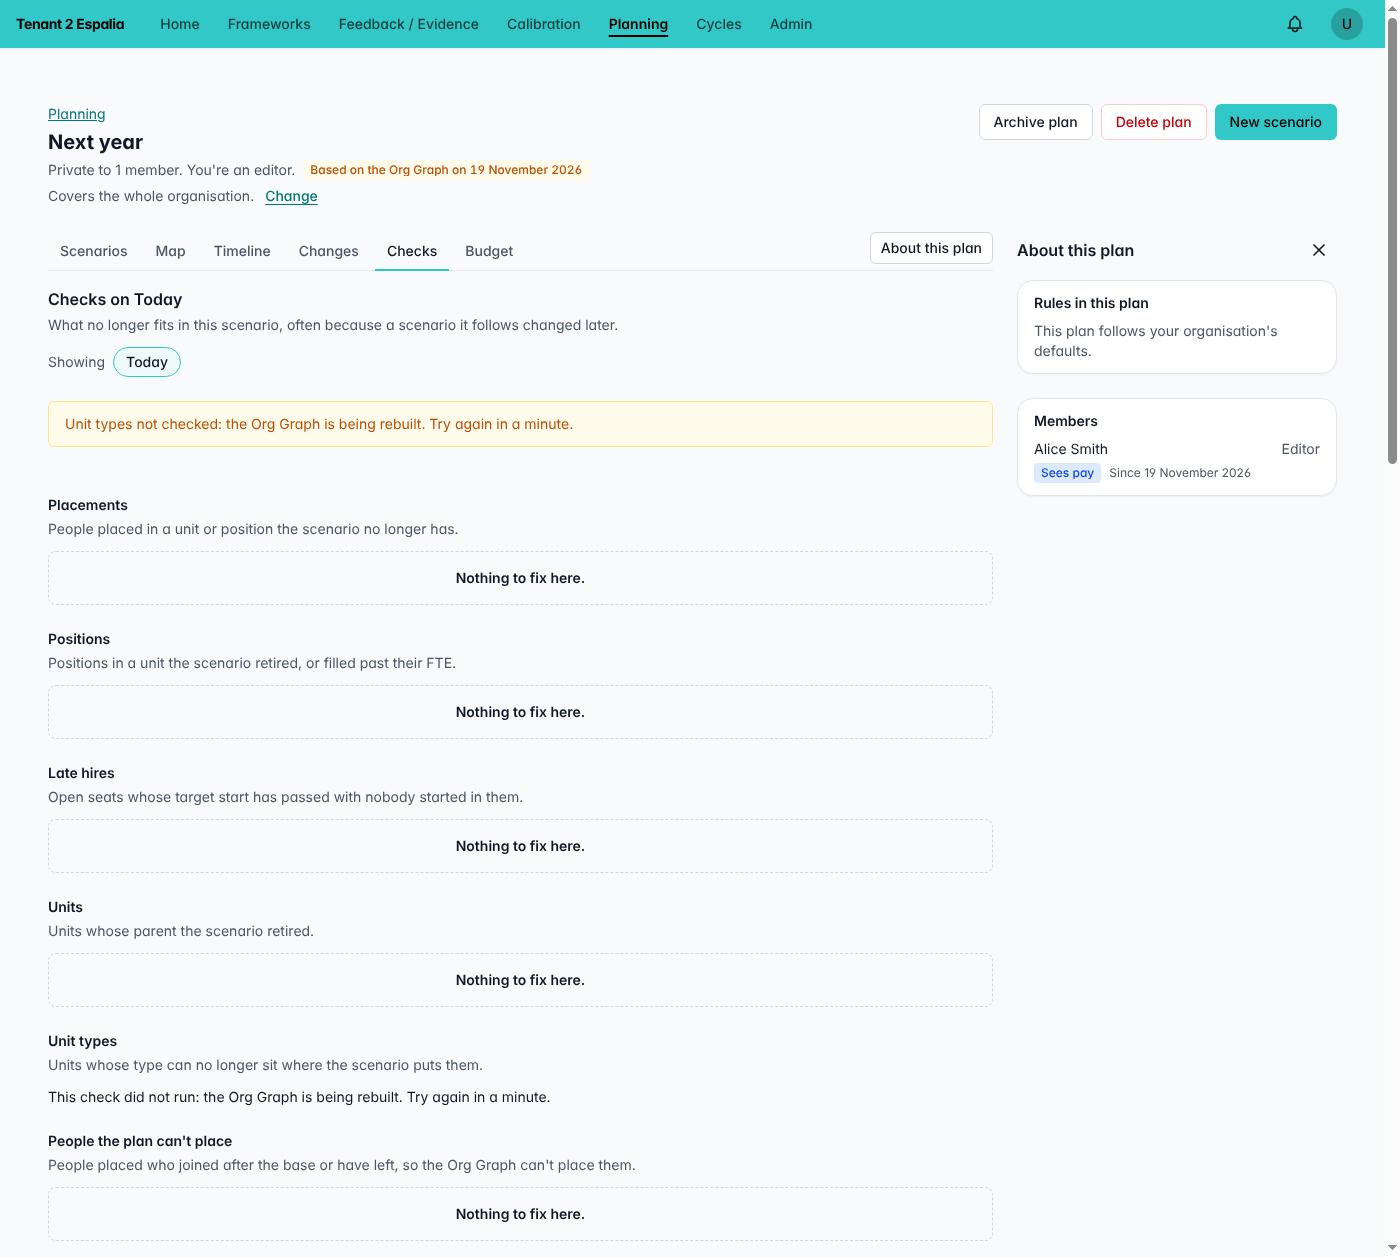 Tenant 2 Espalia
Home
Frameworks
Feedback / Evidence
Calibration
Planning
Cycles
Admin
U
Planning
Next year
Private to 1 member. You're an editor.
Based on the Org Graph on 19 November 2026
Covers the whole organisation.
Change
Archive plan
Delete plan
New scenario
Scenarios
Map
Timeline
Changes
Checks
Budget
About this plan
Checks on Today
What no longer fits in this scenario, often because a scenario it follows changed later.
Showing
Today
Unit types not checked: the Org Graph is being rebuilt. Try again in a minute.
Placements
People placed in a unit or position the scenario no longer has.
Nothing to fix here.
Positions
Positions in a unit the scenario retired, or filled past their FTE.
Nothing to fix here.
Late hires
Open seats whose target start has passed with nobody started in them.
Nothing to fix here.
Units
Units whose parent the scenario retired.
Nothing to fix here.
Unit types
Units whose type can no longer sit where the scenario puts them.
This check did not run: the Org Graph is being rebuilt. Try again in a minute.
People the plan can't place
People placed who joined after the base or have left, so the Org Graph can't place them.
Nothing to fix here.
About this plan
Rules in this plan
This plan follows your organisation's
defaults.
Members
Alice Smith
Editor
Sees pay
Since 19 November 2026